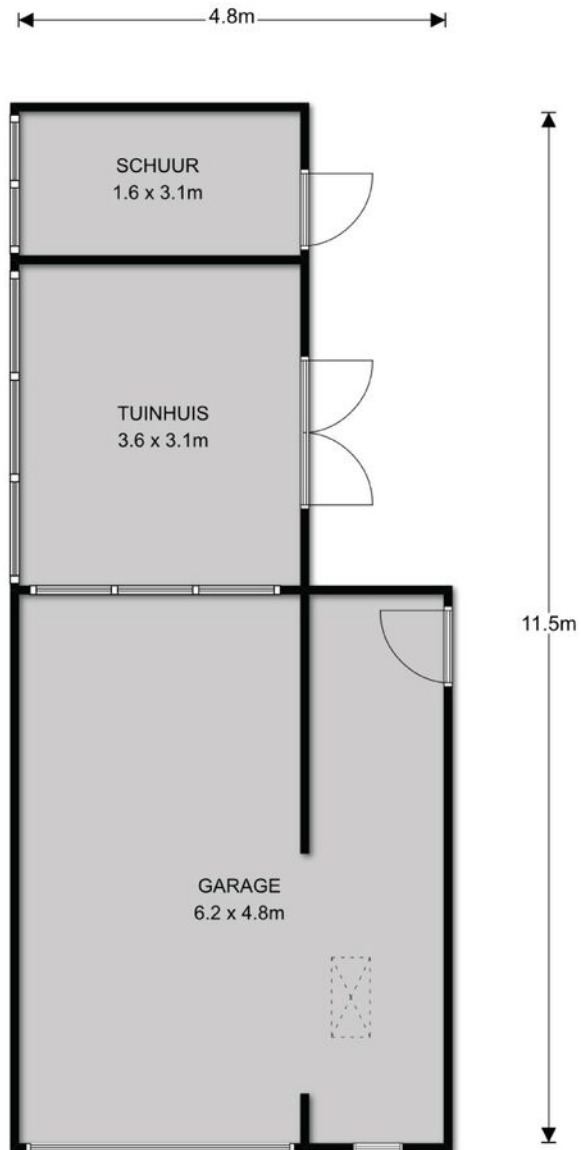 4.8m
SCHUUR
1.6 x 3.1m
TUINHUIS
3.6 x 3.1m
11.5m
GARAGE
6.2 x 4.8m